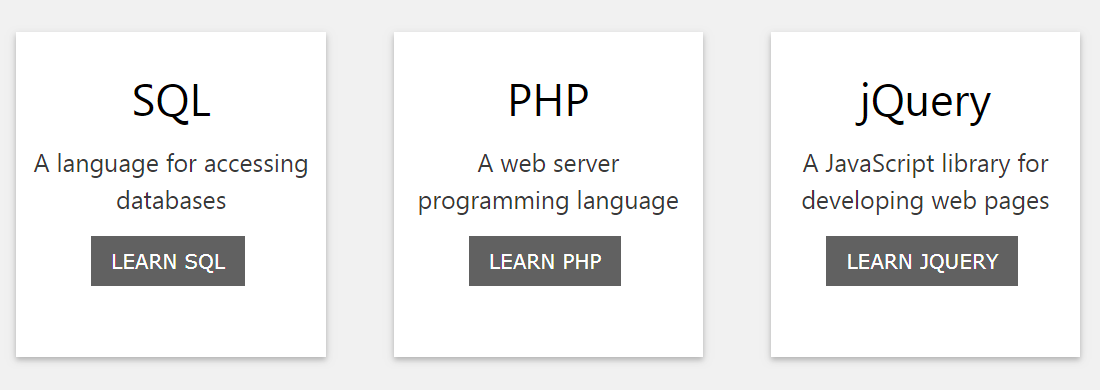 SQL
A language for accessing
databases
LEARN SQL
PHP
A web server
programming language
LEARN PHP
jQuery
A JavaScript library for
developing web pages
LEARN JQUERY